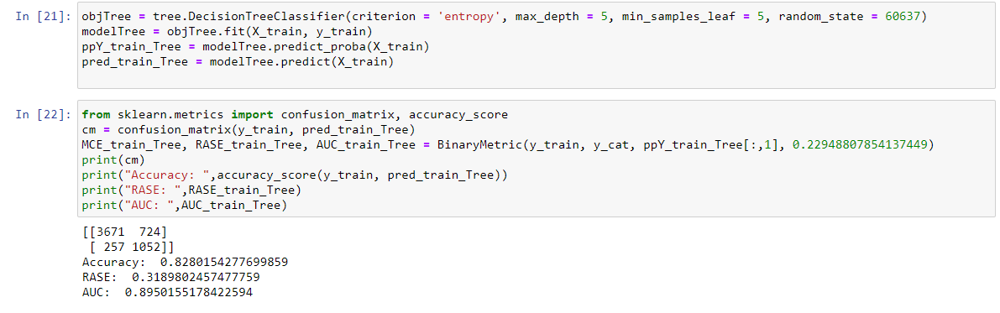 In [21]: objTree = tree.DecisionTreeClassifier(criterion = 'entropy', max_depth = 5, min_samples_leaf = 5, random_state = 60637)
modelTree = objTree.fit(X_train, y_train)
ppY_train_Tree = modelTree.predict_proba(X_train)
pred_train_Tree = modelTree.predict(X_train)
In [22]: from sklearn.metrics import confusion_matrix, accuracy_score
cm = confusion_matrix(y_train, pred_train_Tree)
MCE_train_Tree, RASE_train_Tree, AUC_train_Tree = BinaryMetric(y_train, y_cat, ppY_train_Tree[:,1], 0.22948807854137449)
print(cm)
print("Accuracy: ",accuracy_score(y_train, pred_train_Tree))
print("RASE: ",RASE_train_Tree)
print("AUC: ",AUC_train_Tree)
[[3671  724]
 [ 257 1052]]
Accuracy:  0.8280154277699859
RASE:  0.3189802457477759
AUC:  0.8950155178422594